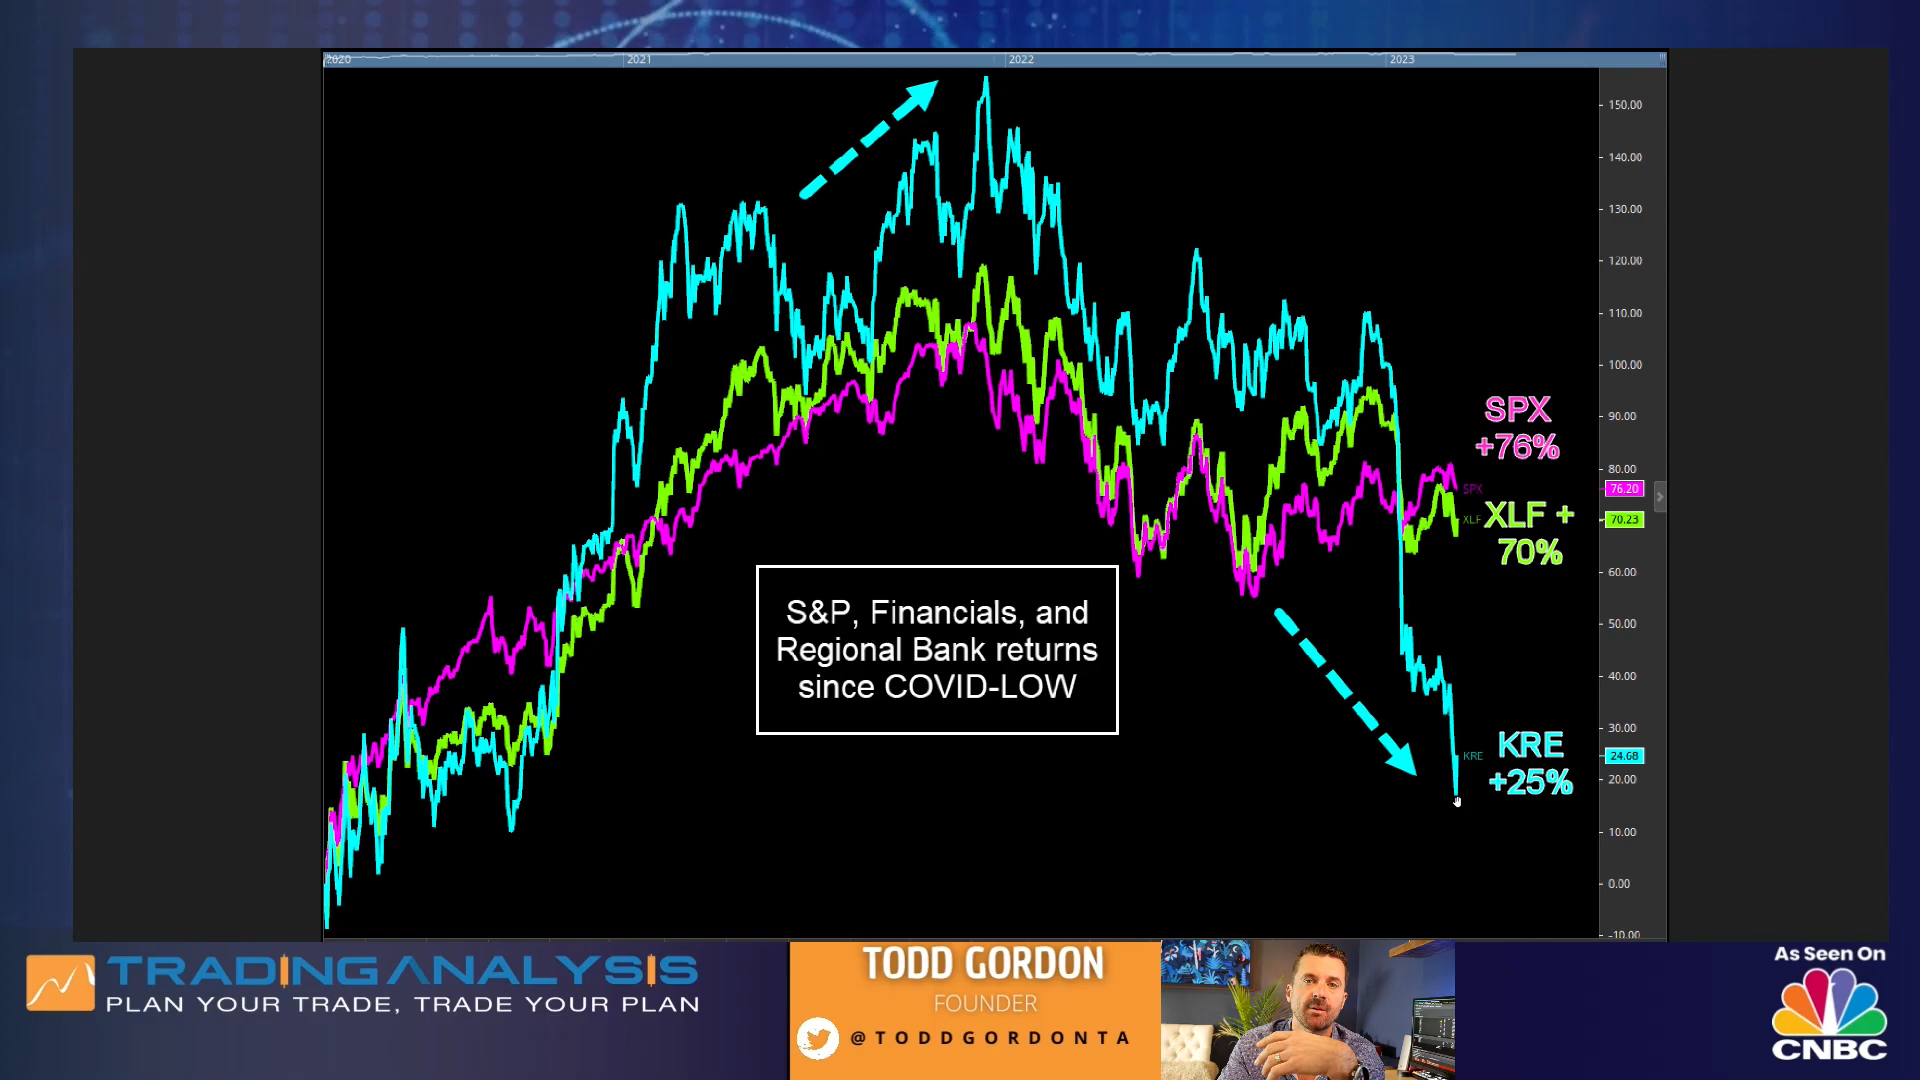 2020
2021
2022
2023
150.00
140.00
130.00
120.00
110.00
100.00
90.00
80.00
76.20
70.23
60.00
50.00
40.00
30.00
24.68
20.00
10.00
0.00
-10.00
SPX
+76%
SPX
XLF
XLF +
70%
KRE
KRE
+25%
S&P, Financials, and
Regional Bank returns
since COVID-LOW
TRADINGANALYSIS
PLAN YOUR TRADE, TRADE YOUR PLAN
TODD GORDON
FOUNDER
@TODDGORDONTA
As Seen On
CNBC